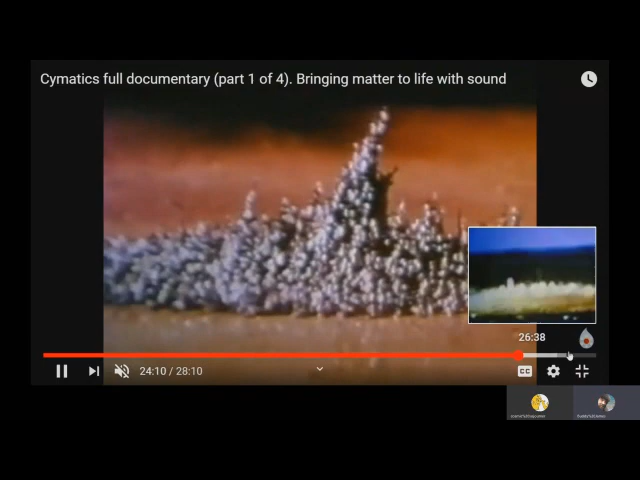 Cymatics full documentary (part 1 of 4). Bringing matter to life with sound
26:38
24:10 / 28:10
CC